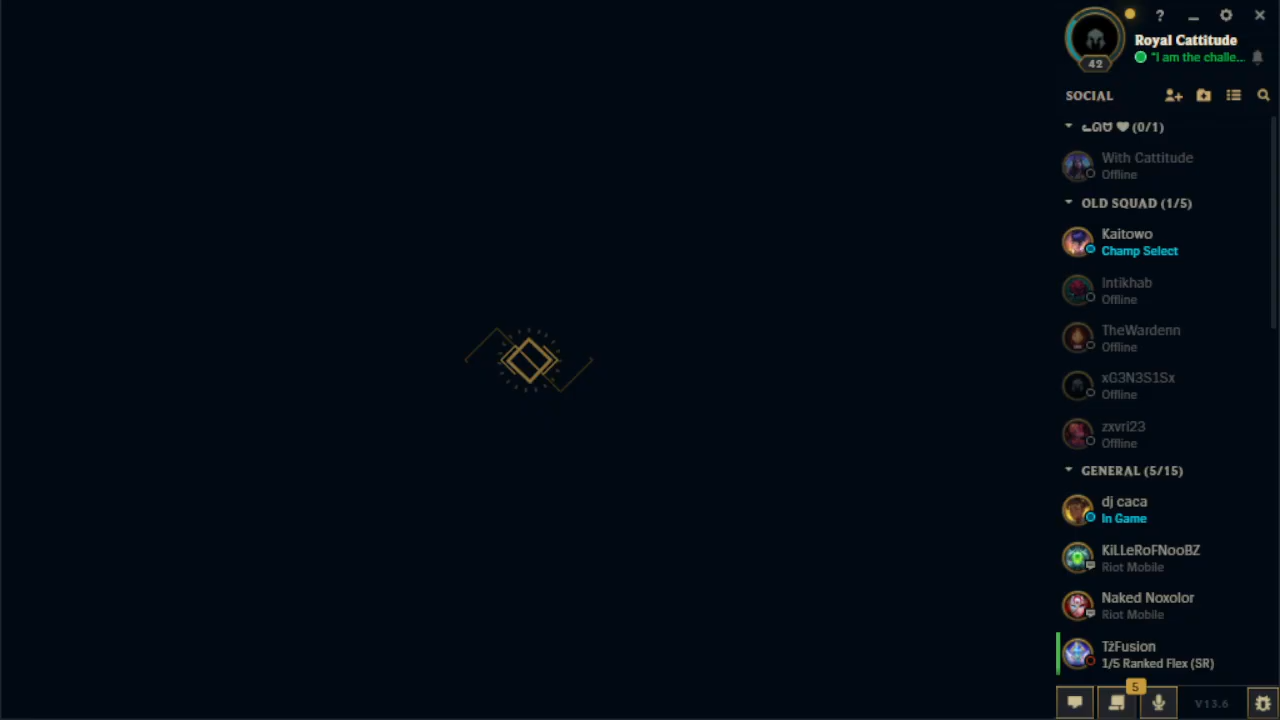 ?
Royal Cattitude
42
"I am the challe...
SOCIAL
(0/1)
With Cattitude
Offline
OLD SQUAD (1/5)
Kaitowo
Champ Select
Intikhab
Offline
TheWardenn
Offline
xG3N3S1Sx
Offline
zxvrl23
Offline
GENERAL (5/15)
dj caca
In Game
KiLLeRoFNooBZ
Riot Mobile
Naked Noxolor
Riot Mobile
TżFusion
1/5 Ranked Flex (SR)
5
V13.6